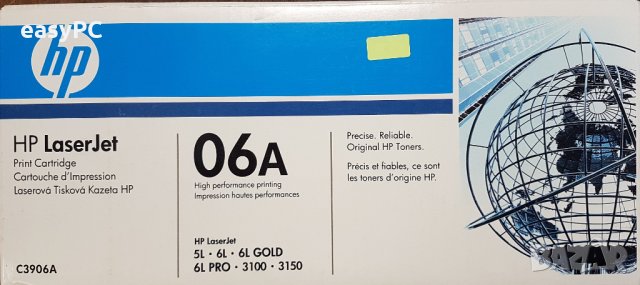 easyPC
hp
HP LaserJet
Print Cartridge
Cartouche d'Impression
Laserová Tisková Kazeta HP
C3906A
06A
High performance printing
Impression hautes performances
HP LaserJet
5L · 6L · 6L GOLD
6L PRO · 3100 · 3150
Precise. Reliable.
Original HP Toners.
Précis et fiables, ce sont
les toners d'origine HP.
BAZAR